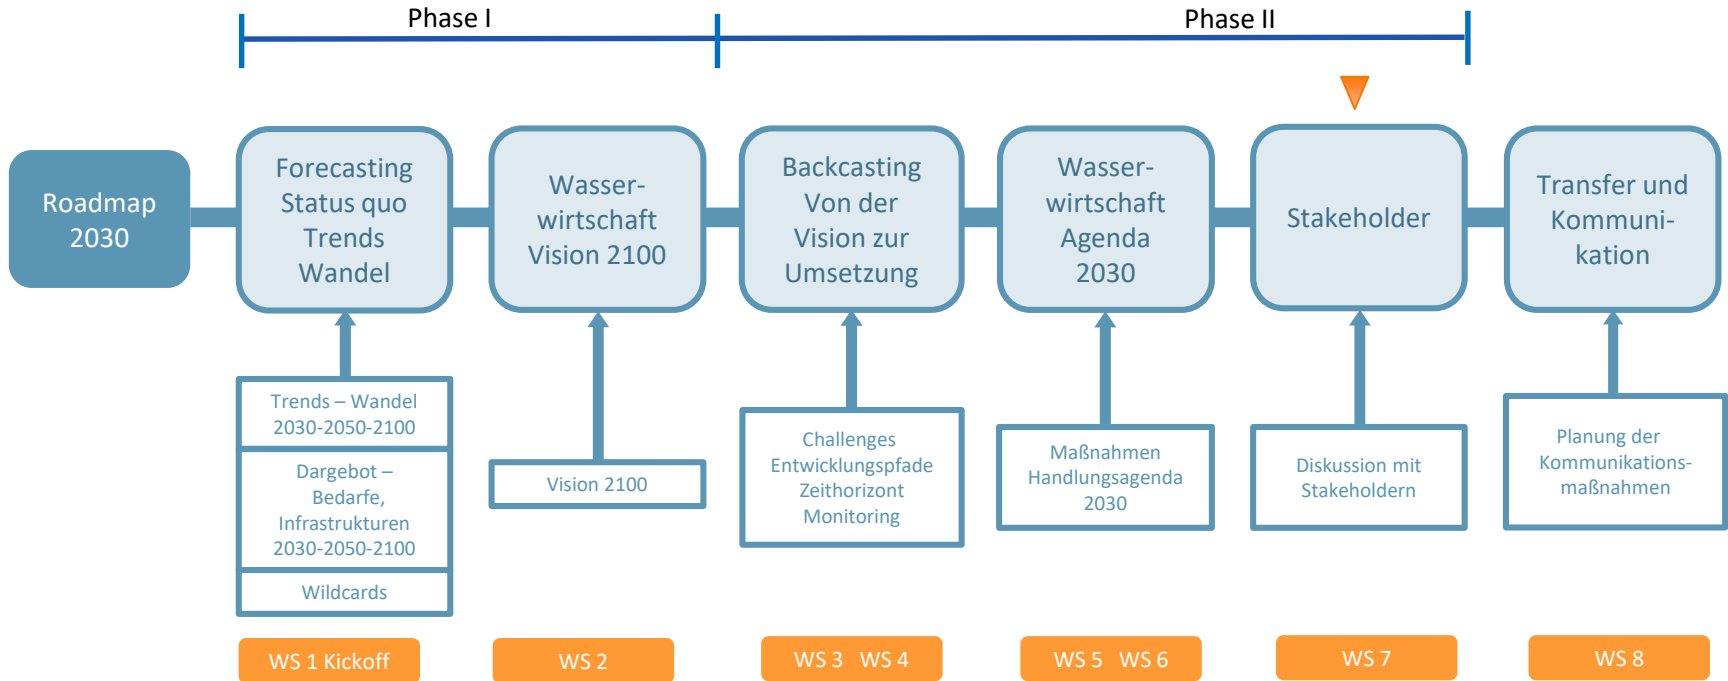 Phase I
Phase II
Roadmap
2030
Forecasting
Status quo
Trends
Wandel
Wasser-
wirtschaft
Vision 2100
Backcasting
Von der
Vision zur
Umsetzung
Wasser-
wirtschaft
Agenda
2030
Stakeholder
Transfer und
Kommuni-
kation
Trends – Wandel
2030-2050-2100
Dargebot –
Bedarfe,
Infrastrukturen
2030-2050-2100
Wildcards
Vision 2100
Challenges
Entwicklungspfade
Zeithorizont
Monitoring
Maßnahmen
Handlungsagenda
2030
Diskussion mit
Stakeholdern
Planung der
Kommunikations-
maßnahmen
WS 1 Kickoff
WS 2
WS 3 WS 4
WS 5 WS 6
WS 7
WS 8